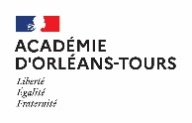 ACADÉMIE
D'ORLÉANS-TOURS
Liberté
Égalité
Fraternité